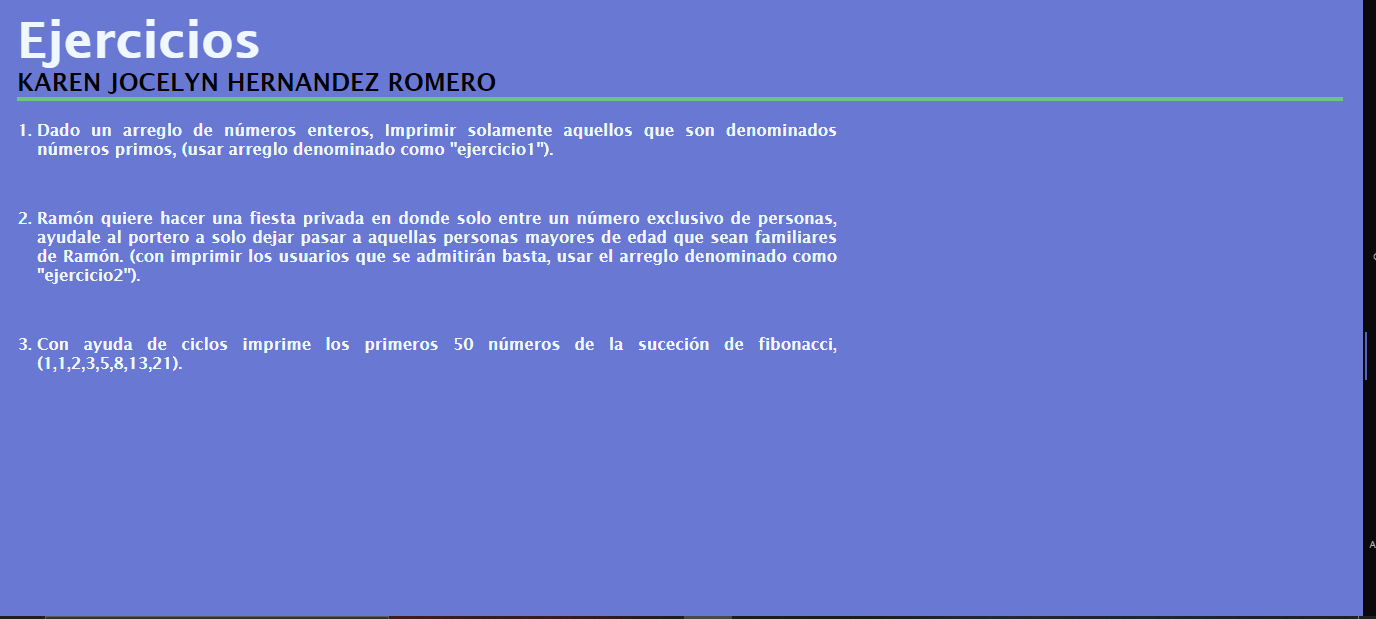 Ejercicios
KAREN JOCELYN HERNANDEZ ROMERO
1. Dado un arreglo de números enteros, Imprimir solamente aquellos que son denominados
números primos, (usar arreglo denominado como "ejercicio1").
2. Ramón quiere hacer una fiesta privada en donde solo entre un número exclusivo de personas,
ayudale al portero a solo dejar pasar a aquellas personas mayores de edad que sean familiares
de Ramón. (con imprimir los usuarios que se admitirán basta, usar el arreglo denominado como
"ejercicio2").
3. Con ayuda de ciclos imprime los primeros 50 números de la suceción de fibonacci,
(1,1,2,3,5,8,13,21).